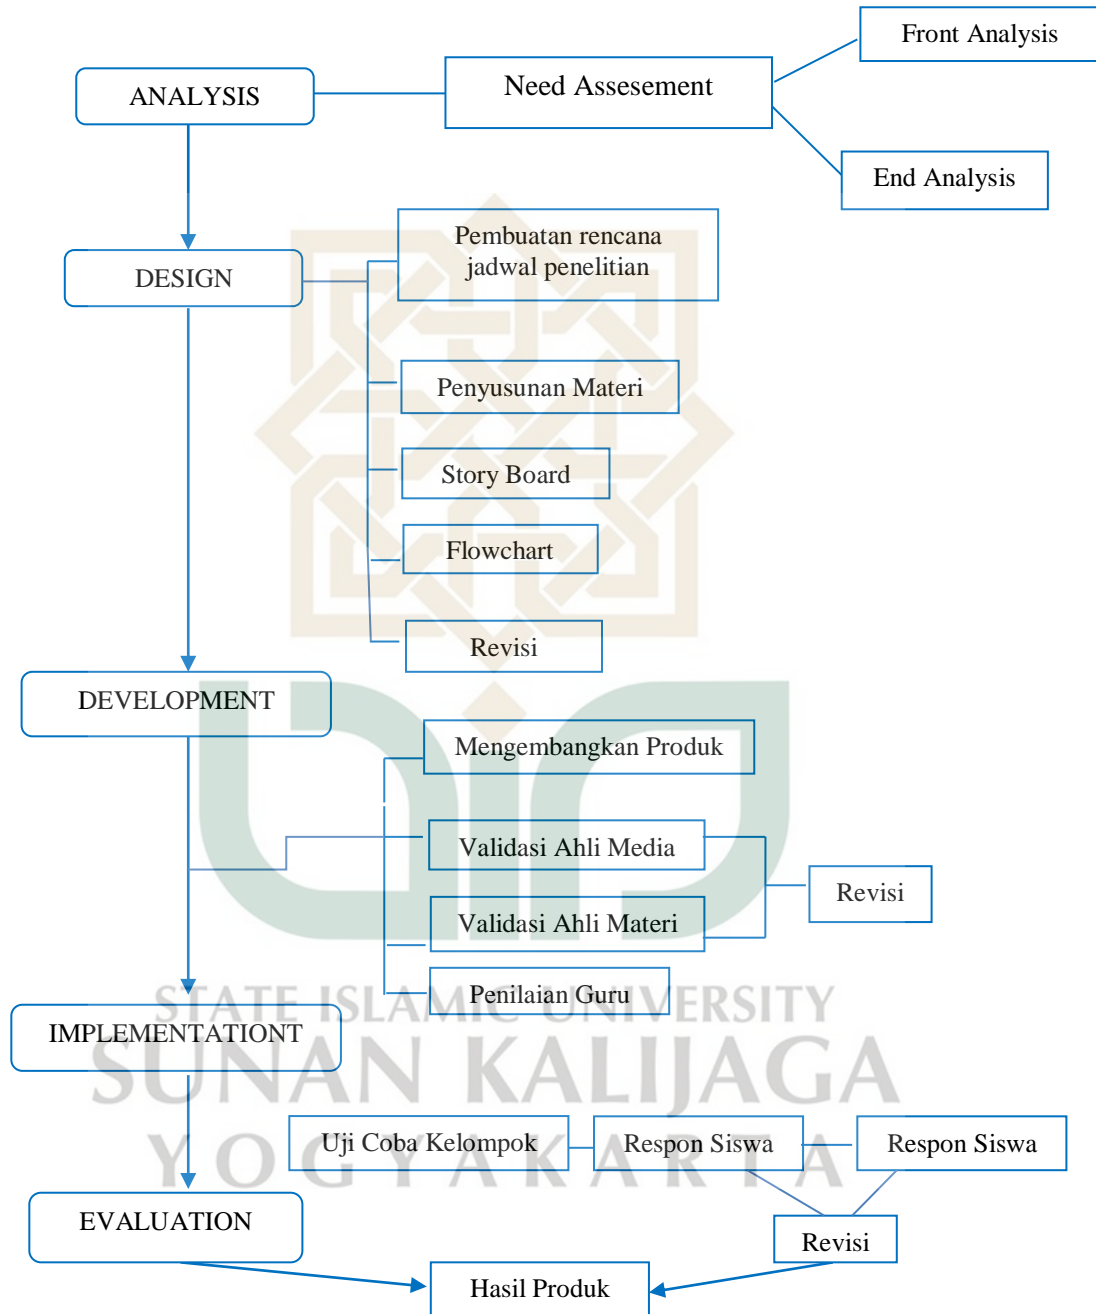 Front Analysis
Need Assesement
ANALYSIS
End Analysis
Pembuatan rencana
jadwal penelitian
DESIGN
Penyusunan Materi
Story Board
Flowchart
Revisi
DEVELOPMENT
Mengembangkan Produk
Validasi Ahli Media
Revisi
Validasi Ahli Materi
Penilaian Guru
STATE ISLAMIC UNIVERSITY
IMPLEMENTATIONT
SUNAN KALIJAGA
Uji Coba Kelompok
Respon Siswa
Respon Siswa
YOGYAKARTA
EVALUATION
Revisi
Hasil Produk